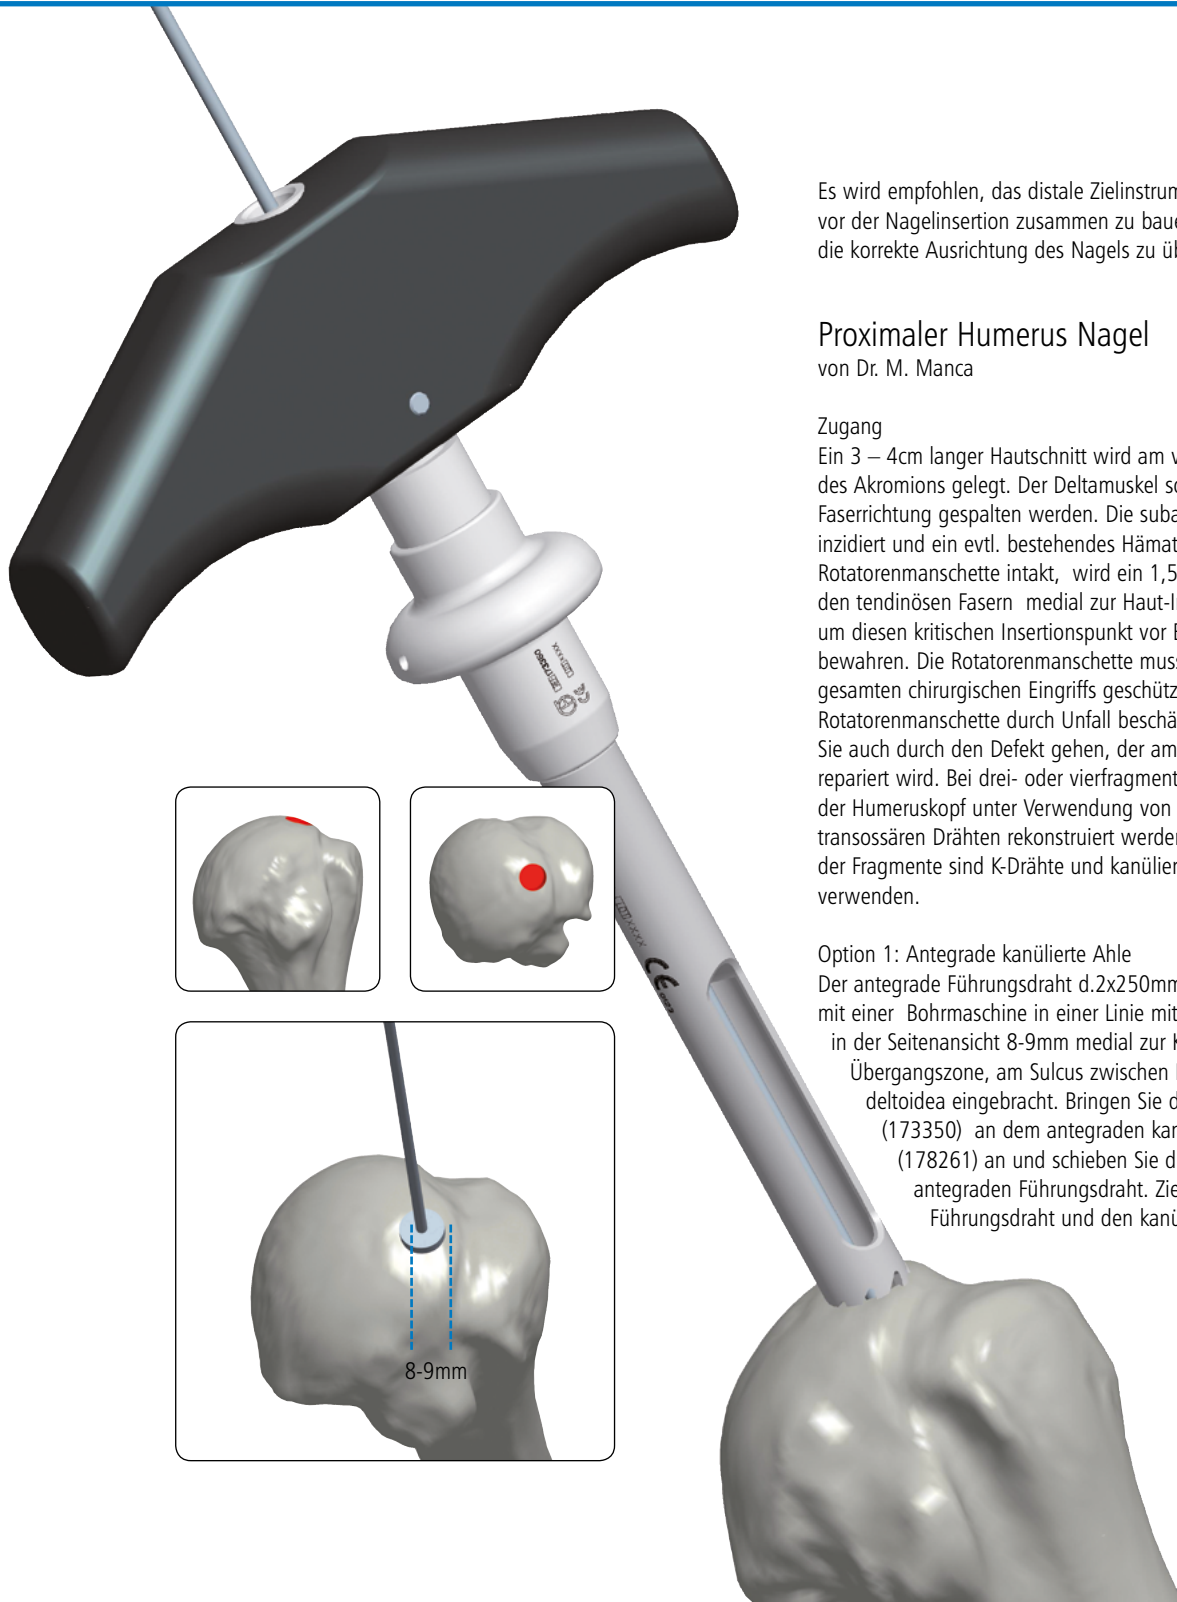 Es wird empfohlen, das distale Zielinstrum
vor der Nagelinsertion zusammen zu baue
die korrekte Ausrichtung des Nagels zu üb
Proximaler Humerus Nagel
von Dr. M. Manca
Zugang
Ein 3 – 4cm langer Hautschnitt wird am v
des Akromions gelegt. Der Deltamuskel so
Faserrichtung gespalten werden. Die suba
inzidiert und ein evtl. bestehendes Hämat
Rotatorenmanschette intakt, wird ein 1,5
den tendinösen Fasern medial zur Haut-In
um diesen kritischen Insertionspunkt vor B
bewahren. Die Rotatorenmanschette muss
gesamten chirurgischen Eingriffs geschütz
Rotatorenmanschette durch Unfall beschä
Sie auch durch den Defekt gehen, der am
repariert wird. Bei drei- oder vierfragment
der Humeruskopf unter Verwendung von
transossären Drähten rekonstruiert werden
der Fragmente sind K-Drähte und kanülier
verwenden.
Option 1: Antegrade kanülierte Ahle
Der antegrade Führungsdraht d.2x250mm
mit einer Bohrmaschine in einer Linie mit
in der Seitenansicht 8-9mm medial zur K
Übergangszone, am Sulcus zwischen
deltoidea eingebracht. Bringen Sie d
(173350) an dem antegraden kan
(178261) an und schieben Sie d
antegraden Führungsdraht. Zie
Führungsdraht und den kanü
XXXX
CE
8-9mm